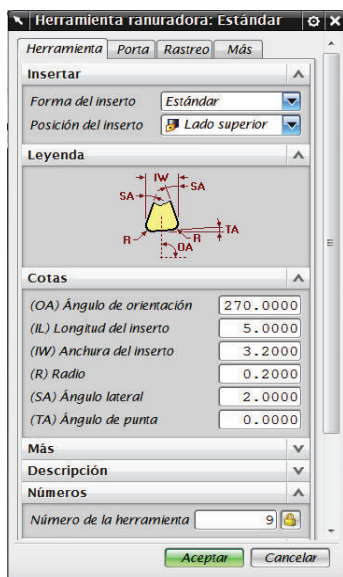 Herramienta ranuradora: Estándar
Herramienta Porta Rastreo Más
Insertar
Forma del inserto Estándar
Posición del inserto Lado superior
Leyenda
IW
SA
SA
TA
R R
OA
Cotas
(OA) Ángulo de orientación 270.0000
(IL) Longitud del inserto 5.0000
(IW) Anchura del inserto 3.2000
(R) Radio 0.2000
(SA) Ángulo lateral 2.0000
(TA) Ángulo de punta 0.0000
Más
Descripción
Números
Número de la herramienta 9
Aceptar Cancelar